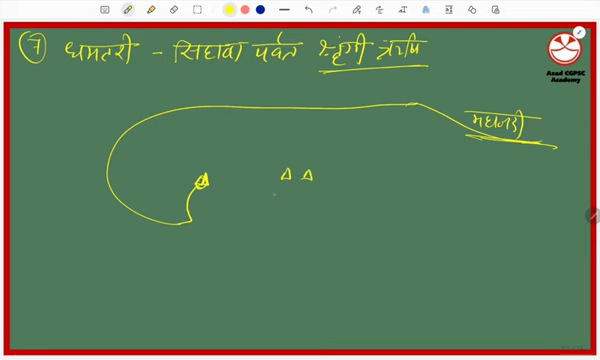 (7) धमतरी - सिहावा पर्वत श्रृंगी ऋषि
Azad CGPSC
Academy
महानदी